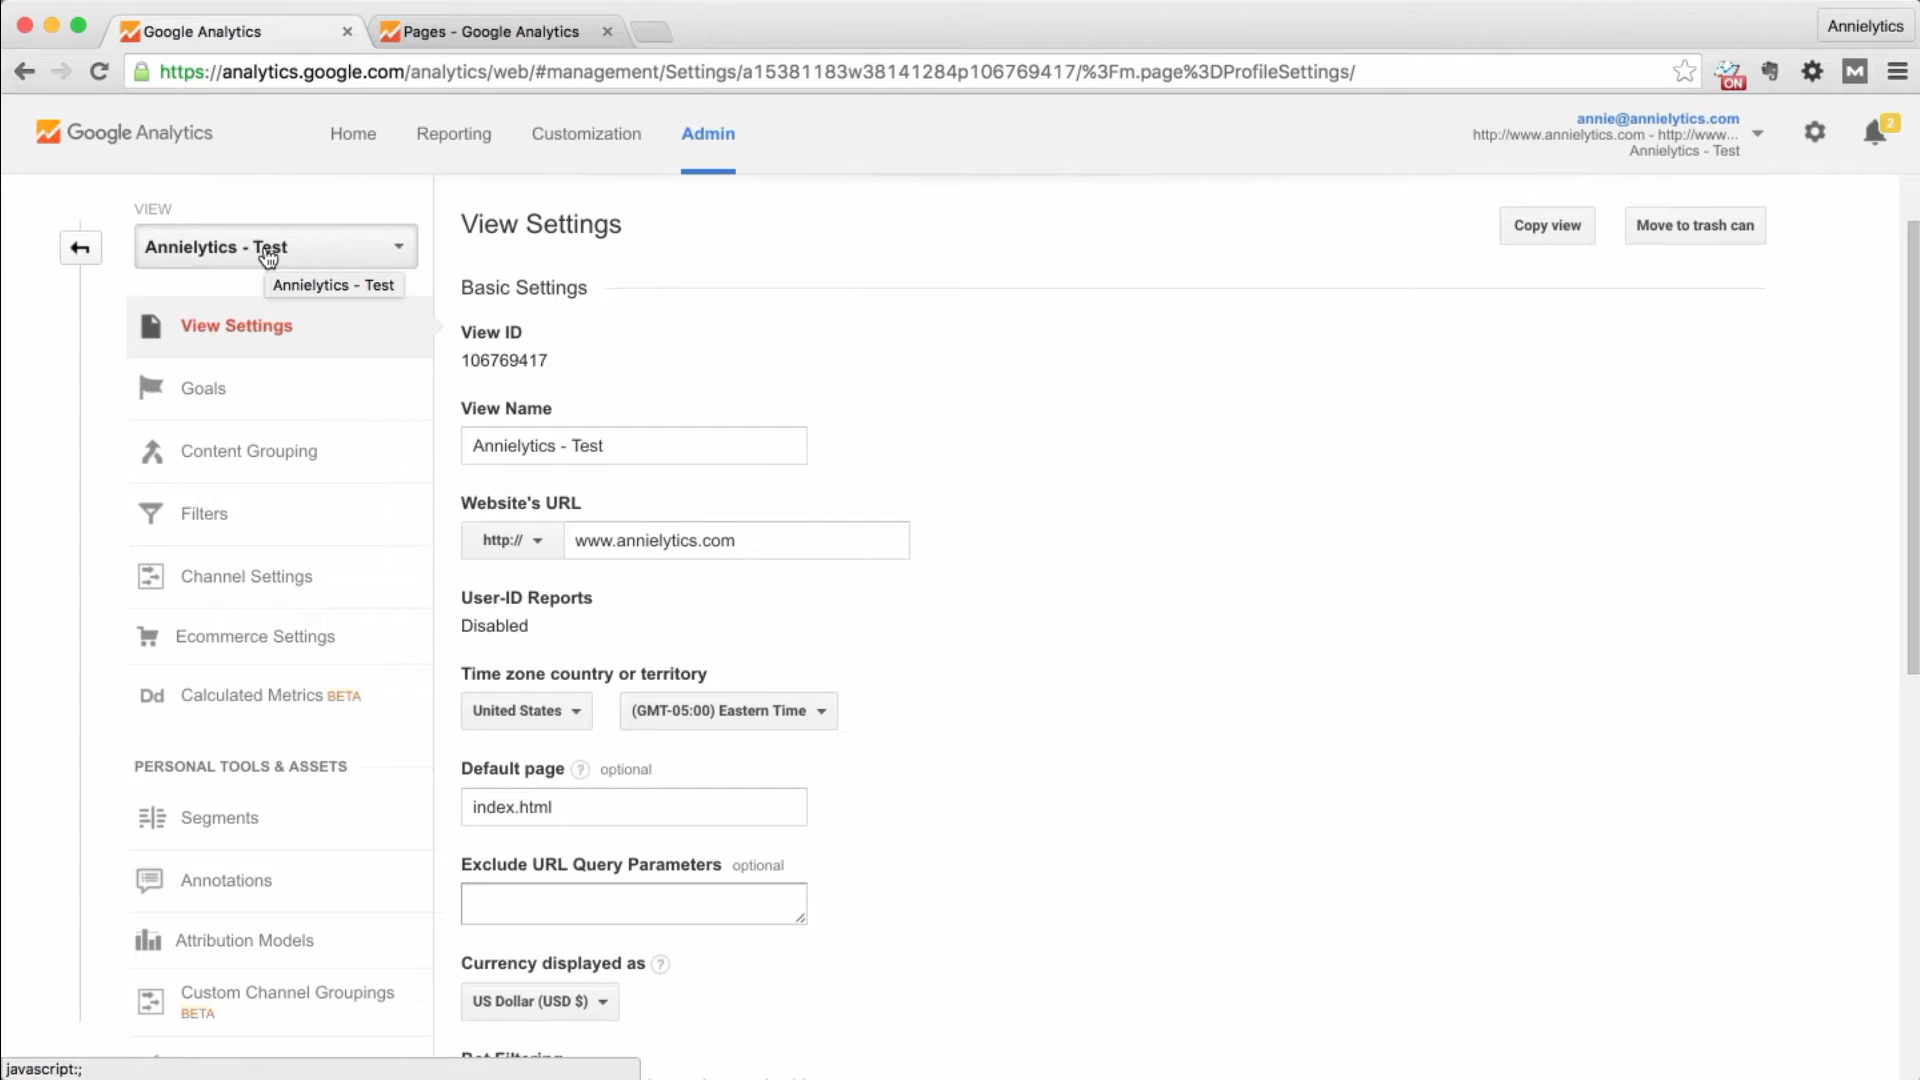 Google Analytics
Pages - Google Analytics
Annielytics
https://analytics.google.com/analytics/web/#management/Settings/a15381183w38141284p106769417/%3Fm.page%3DProfileSettings/
ON
M
Google Analytics
Home
Reporting
Customization
Admin
annie@annielytics.com
http://www.annielytics.com - http://www...
Annielytics - Test
2
VIEW
Annielytics - Test
Annielytics - Test
View Settings
Goals
Content Grouping
Filters
Channel Settings
Ecommerce Settings
Dd Calculated Metrics BETA
PERSONAL TOOLS & ASSETS
Segments
Annotations
Attribution Models
Custom Channel Groupings
BETA
View Settings
Copy view
Move to trash can
Basic Settings
View ID
106769417
View Name
Annielytics - Test
Website's URL
http:// www.annielytics.com
User-ID Reports
Disabled
Time zone country or territory
United States (GMT-05:00) Eastern Time
Default page ? optional
index.html
Exclude URL Query Parameters optional
Currency displayed as ?
US Dollar (USD $)
Bot Filtering
javascript:;